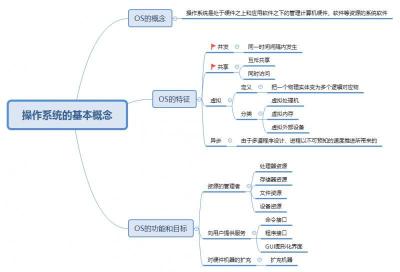 操作系统的基本概念
OS的概念
操作系统是处于硬件之上和应用软件之下的管理计算机硬件、软件等资源的系统软件
OS的特征
并发
同一时间间隔内发生
共享
互斥共享
同时访问
虚拟
定义
把一个物理实体变为多个逻辑对应物
分类
虚拟处理机
虚拟内存
虚拟外部设备
异步
由于多道程序设计，进程以不可预知的速度推进所带来的
OS的功能和目标
资源的管理者
处理器资源
存储器资源
文件资源
设备资源
向用户提供服务
命令接口
程序接口
GUI图形化界面
对硬件机器的扩充
扩充机器